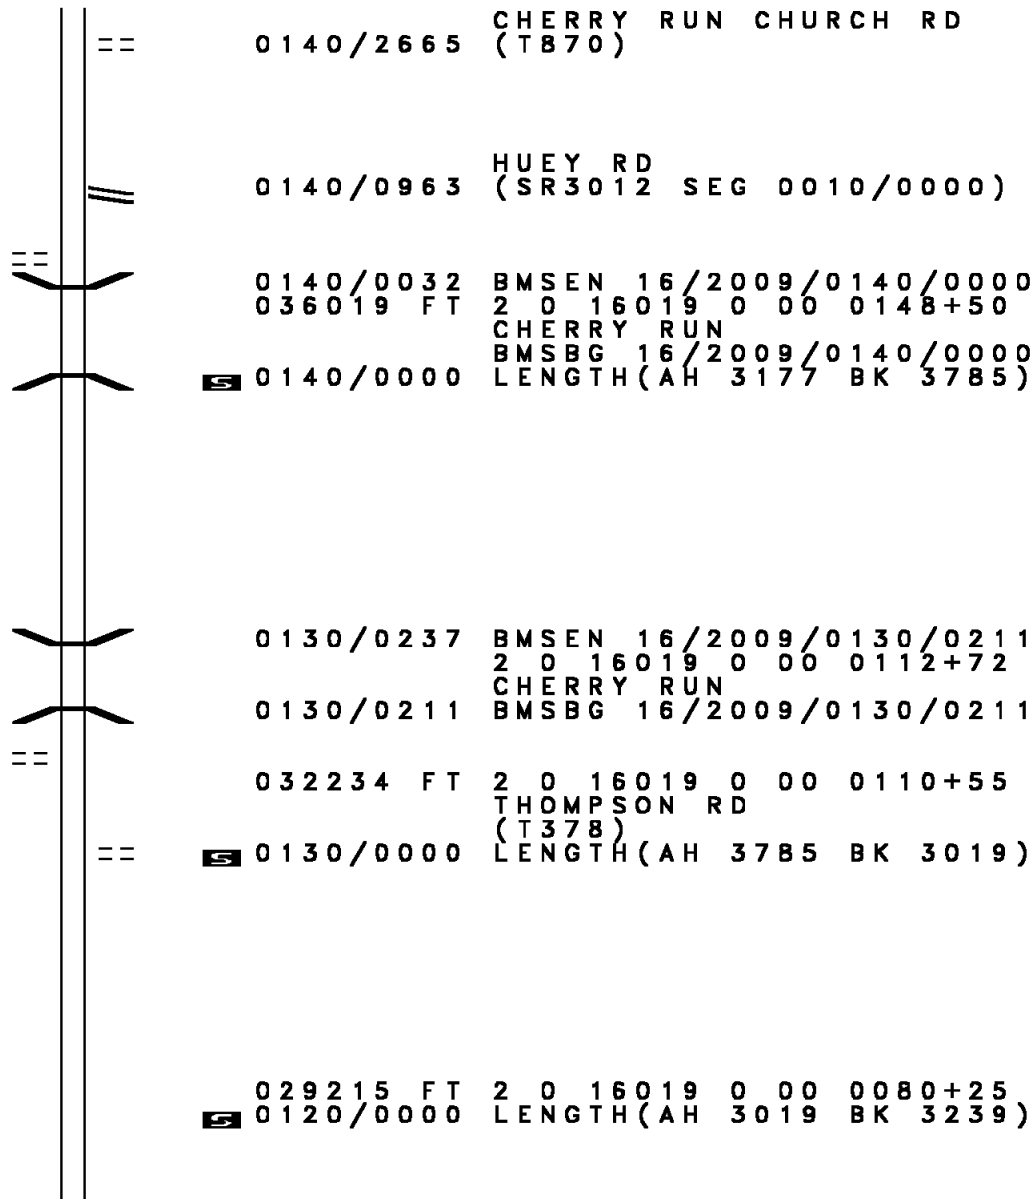 CHERRY RUN CHURCH RD
0140/2665 (T870)
HUEY RD
0140/0963 (SR3012 SEG 0010/0000)
0140/0032 BMSEN 16/2009/0140/0000
036019 FT 2 0 16019 0 00 0148+50
CHERRY RUN
BMSBG 16/2009/0140/0000
S 0140/0000 LENGTH(AH 3177 BK 3785)
0130/0237 BMSEN 16/2009/0130/0211
2 0 16019 0 00 0112+72
CHERRY RUN
0130/0211 BMSBG 16/2009/0130/0211
032234 FT 2 0 16019 0 00 0110+55
THOMPSON RD
(T378)
S 0130/0000 LENGTH(AH 3785 BK 3019)
029215 FT 2 0 16019 0 00 0080+25
S 0120/0000 LENGTH(AH 3019 BK 3239)